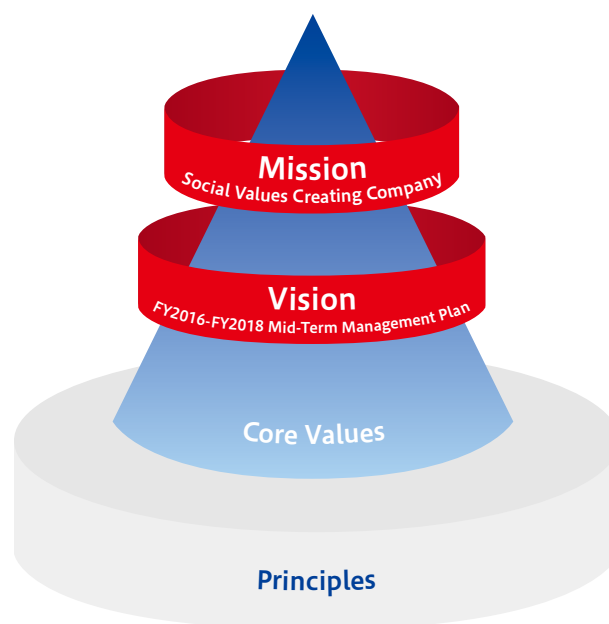 Mission
Social Values Creating Company
Vision
FY2016-FY2018 Mid-Term Management Plan
Core Values
Principles